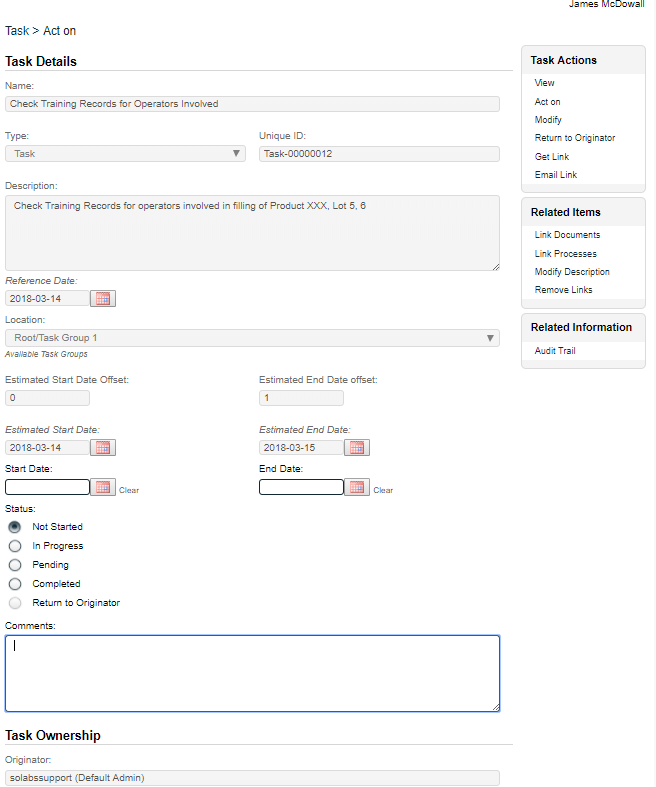 James McDowall
Task > Act on
Task Details
Name:
Check Training Records for Operators Involved
Type:
Unique ID:
Task
Task-00000012
Description:
Check Training Records for operators involved in filling of Product XXX, Lot 5, 6
Reference Date:
2018-03-14
Location:
Root/Task Group 1
Available Task Groups
Estimated Start Date Offset:
Estimated End Date offset:
0
1
Estimated Start Date:
Estimated End Date:
2018-03-14
2018-03-15
Start Date:
End Date:
Clear
Clear
Status:
Not Started
In Progress
Pending
Completed
Return to Originator
Comments:
Task Ownership
Originator:
solabssupport (Default Admin)
Task Actions
View
Act on
Modify
Return to Originator
Get Link
Email Link
Related Items
Link Documents
Link Processes
Modify Description
Remove Links
Related Information
Audit Trail